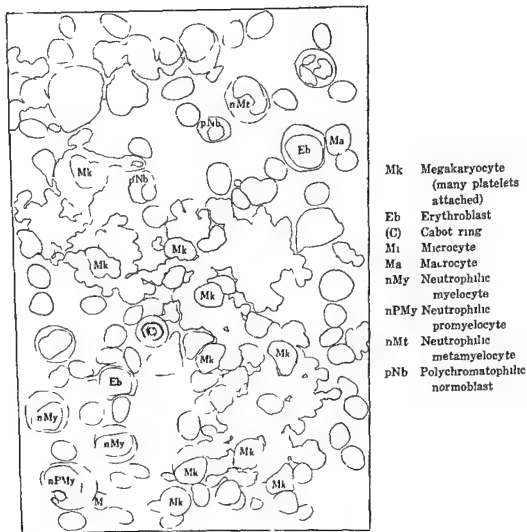 nMt
pNb
Eb
Ma
Mk
pNb
Mk
Mk
Mk
(C)
Mk
Mk
Eb
nMy
nMy
Mk
nPMy
Mk
Mk
M
Mk
Mk Megakaryocyte
(many platelets
attached)
Eb Erythroblast
(C) Cabot ring
Mi Microcyte
Ma Macrocyte
nMy Neutrophilic
myelocyte
nPMy Neutrophilic
promyelocyte
nMt Neutrophilic
metamyelocyte
pNb Polychromatophilic
normoblast